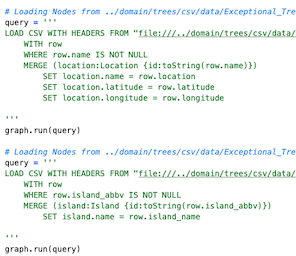 # Loading Nodes from ../domain/trees/csv/data/Exceptional_Tre
query = '''
LOAD CSV WITH HEADERS FROM "file:///../domain/trees/csv/data/
WITH row
WHERE row.name IS NOT NULL
MERGE (location:Location {id:toString(row.name)})
SET location.name = row.location
SET location.latitude = row.latitude
SET location.longitude = row.longitude
'''
graph.run(query)
# Loading Nodes from ../domain/trees/csv/data/Exceptional_Tre
query = '''
LOAD CSV WITH HEADERS FROM "file:///../domain/trees/csv/data/
WITH row
WHERE row.island_abbv IS NOT NULL
MERGE (island:Island {id:toString(row.island_abbv)})
SET island.name = row.island_name
'''
graph.run(query)